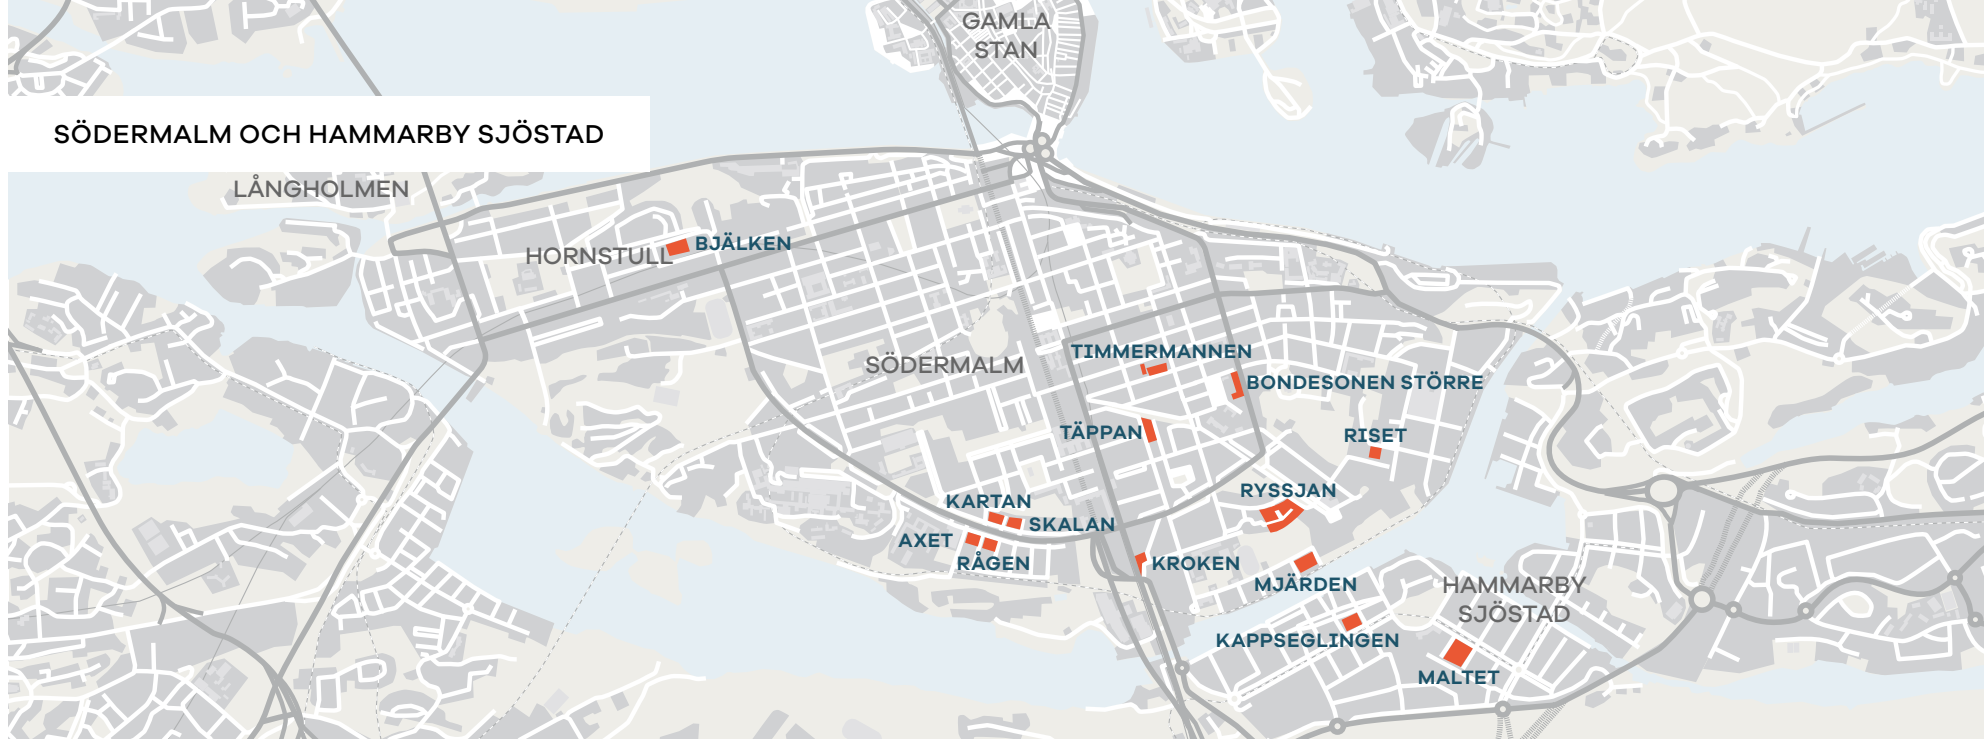 GAMLA
STAN
SÖDERMALM OCH HAMMARBY SJÖSTAD
LÅNGHOLMEN
HORNSTULL
BJÄLKEN
SÖDERMALM
TIMMERMANNEN
BONDESONEN STÖRRE
TÄPPAN
RISET
RYSSJAN
KARTAN
SKALAN
AXET
RÅGEN
KROKEN
MJÄRDEN
HAMMARBY
SJÖSTAD
KAPPSEGLINGEN
MALTET